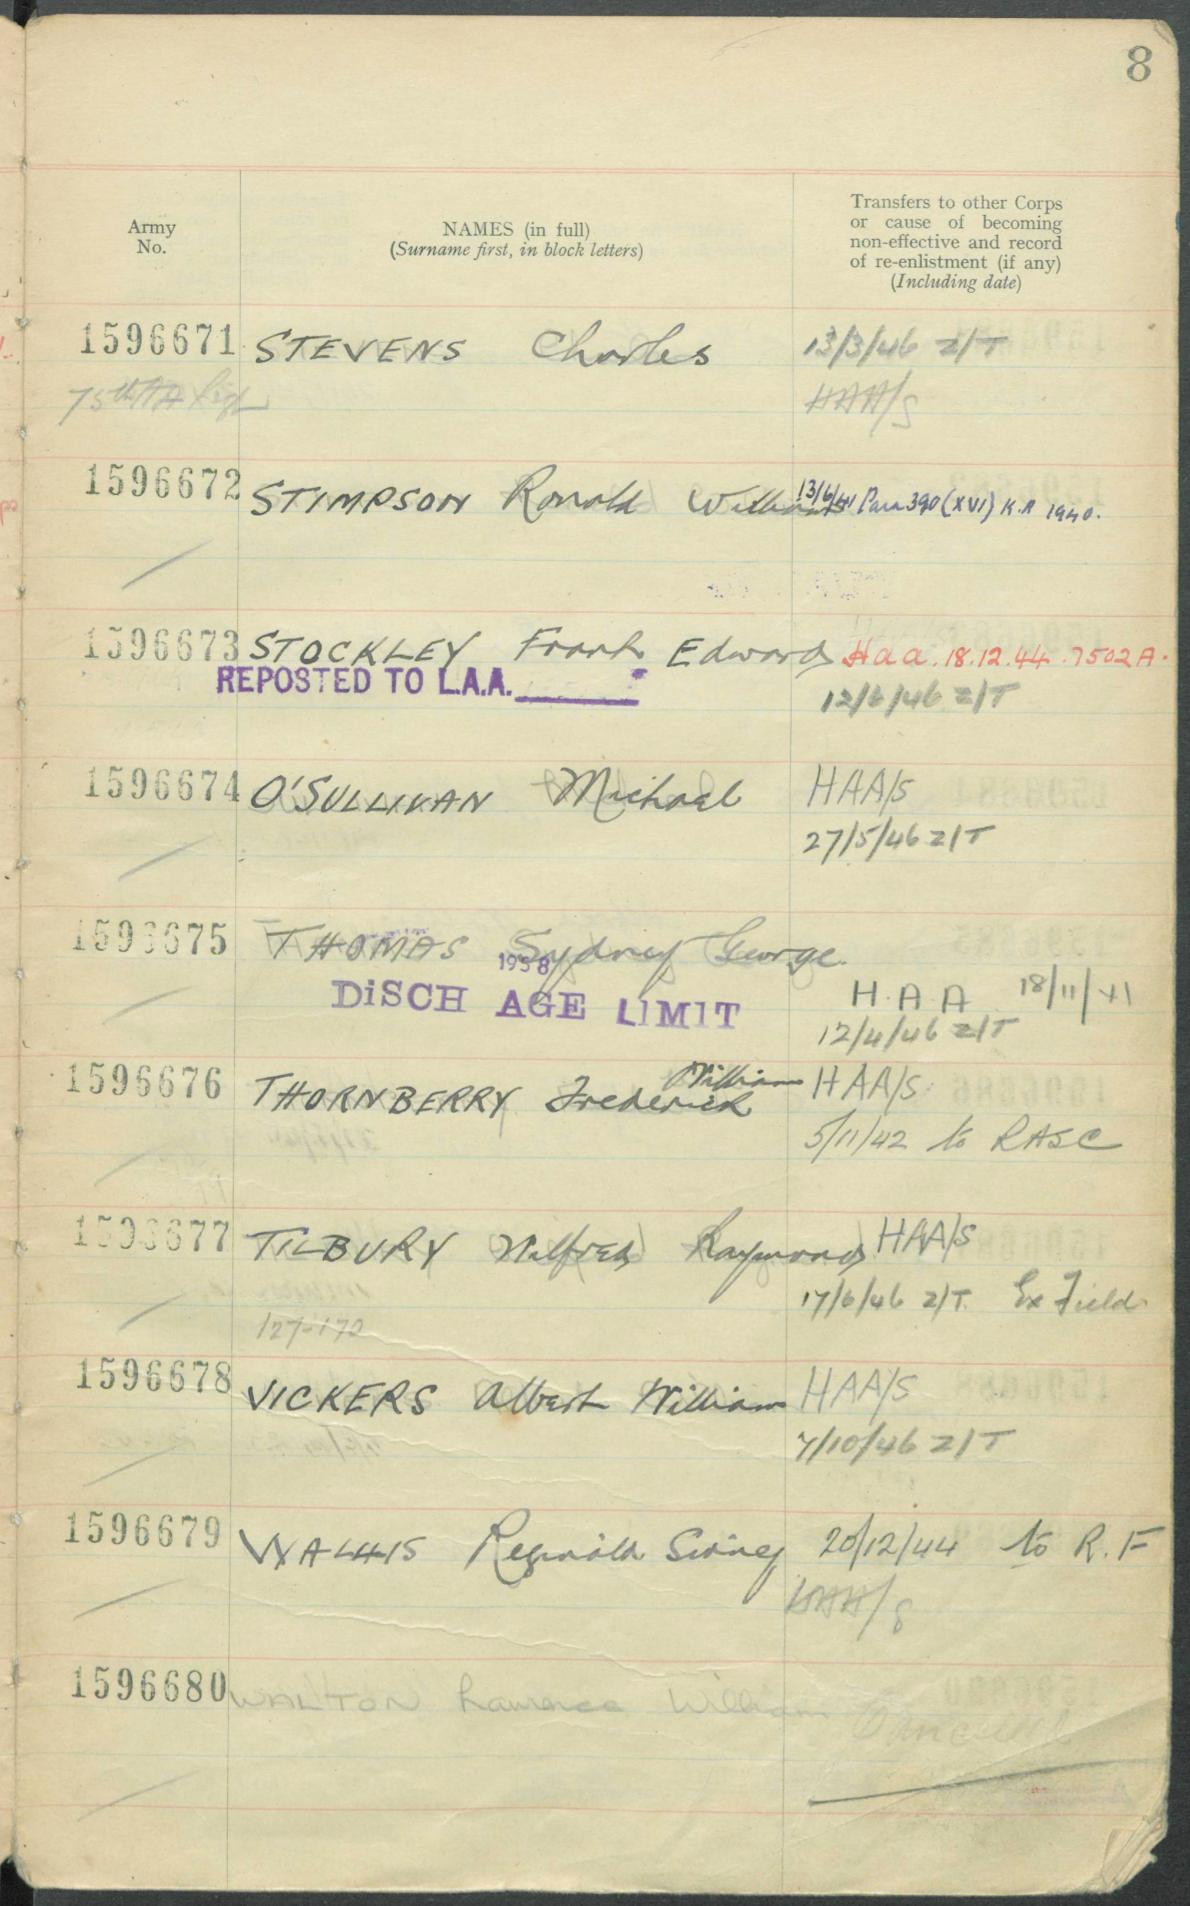 8
Army
No.
NAMES (in full)
(Surname first, in block letters)
Transfers to other Corps
or cause of becoming
non-effective and record
of re-enlistment (if any)
(Including date)
1596671 STEVENS Charles 13/3/46 Z/T
75th AA Regt HAA/S
1596672 STIMPSON Ronald William 13/6/41 Para 390 (XVI) K.R 1940.
1596673 STOCKLEY Frank Edward Haa. 18.12.44. 7502A.
REPOSTED TO L.A.A. 12/6/46 Z/T
1596674 O'SULLIVAN Michael HAA/S
27/5/46 Z/T
1596675 THOMAS Sydney George
1958
DISCH AGE LIMIT H.A.A 18/11/41
12/4/46 Z/T
1596676 THORNBERRY Frederick William HAA/S
5/11/42 to RASC
1596677 TILBURY Wilfred Raymond HAA/S
17/6/46 Z/T. Ex Field
127-172
1596678 VICKERS Albert William HAA/S
7/10/46 Z/T
1596679 WALLIS Reginald Sidney 20/12/44 to R.F
HAA/S
1596680 WALTON Lawrence William Cancelled